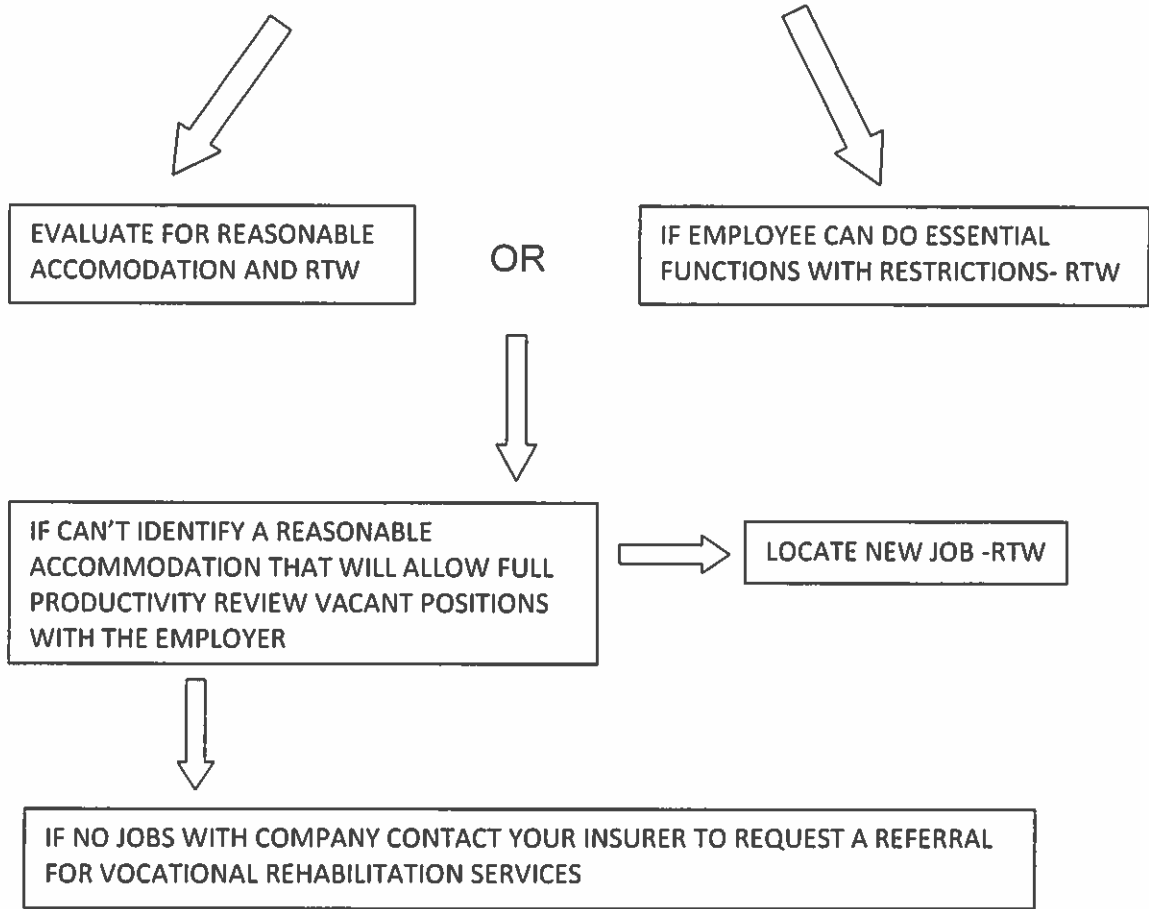 EVALUATE FOR REASONABLE
ACCOMODATION AND RTW
OR
IF EMPLOYEE CAN DO ESSENTIAL
FUNCTIONS WITH RESTRICTIONS- RTW
IF CAN'T IDENTIFY A REASONABLE
ACCOMMODATION THAT WILL ALLOW FULL
PRODUCTIVITY REVIEW VACANT POSITIONS
WITH THE EMPLOYER
LOCATE NEW JOB -RTW
IF NO JOBS WITH COMPANY CONTACT YOUR INSURER TO REQUEST A REFERRAL
FOR VOCATIONAL REHABILITATION SERVICES